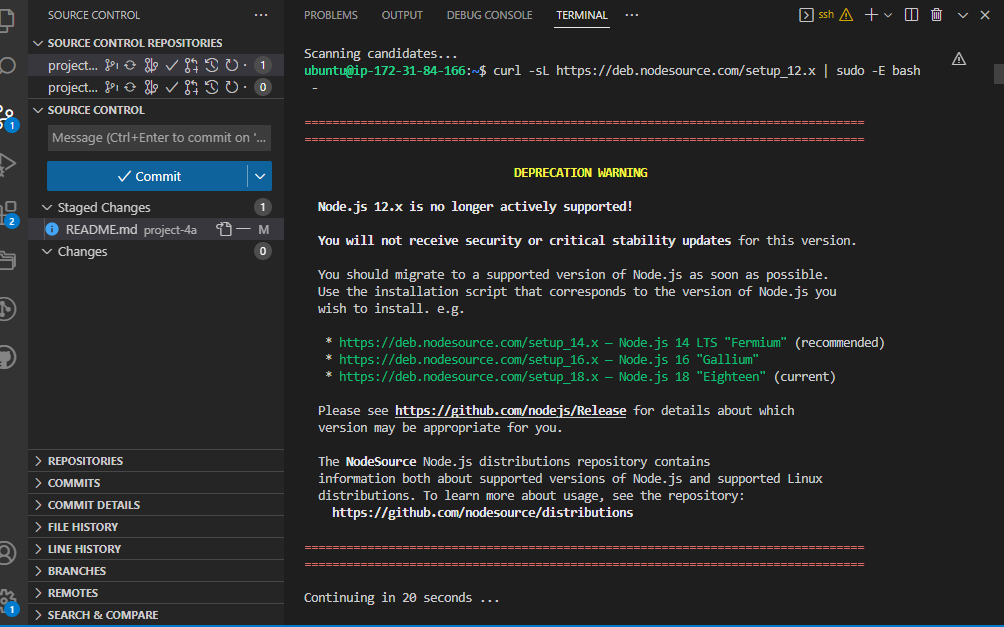 SOURCE CONTROL ...
SOURCE CONTROL REPOSITORIES
project... 1
project... 0
SOURCE CONTROL
Message (Ctrl+Enter to commit on '...
Commit
Staged Changes 1
README.md project-4a M
Changes 0
REPOSITORIES
COMMITS
COMMIT DETAILS
FILE HISTORY
LINE HISTORY
BRANCHES
REMOTES
SEARCH & COMPARE
1
2
1
PROBLEMS OUTPUT DEBUG CONSOLE TERMINAL ... ssh
Scanning candidates...
ubuntu@ip-172-31-84-166:~$ curl -sL https://deb.nodesource.com/setup_12.x | sudo -E bash
-
================================================================================
================================================================================
DEPRECATION WARNING
Node.js 12.x is no longer actively supported!
You will not receive security or critical stability updates for this version.
You should migrate to a supported version of Node.js as soon as possible.
Use the installation script that corresponds to the version of Node.js you
wish to install. e.g.
* https://deb.nodesource.com/setup_14.x — Node.js 14 LTS "Fermium" (recommended)
* https://deb.nodesource.com/setup_16.x — Node.js 16 "Gallium"
* https://deb.nodesource.com/setup_18.x — Node.js 18 "Eighteen" (current)
Please see https://github.com/nodejs/Release for details about which
version may be appropriate for you.
The NodeSource Node.js distributions repository contains
information both about supported versions of Node.js and supported Linux
distributions. To learn more about usage, see the repository:
https://github.com/nodesource/distributions
================================================================================
================================================================================
Continuing in 20 seconds ...